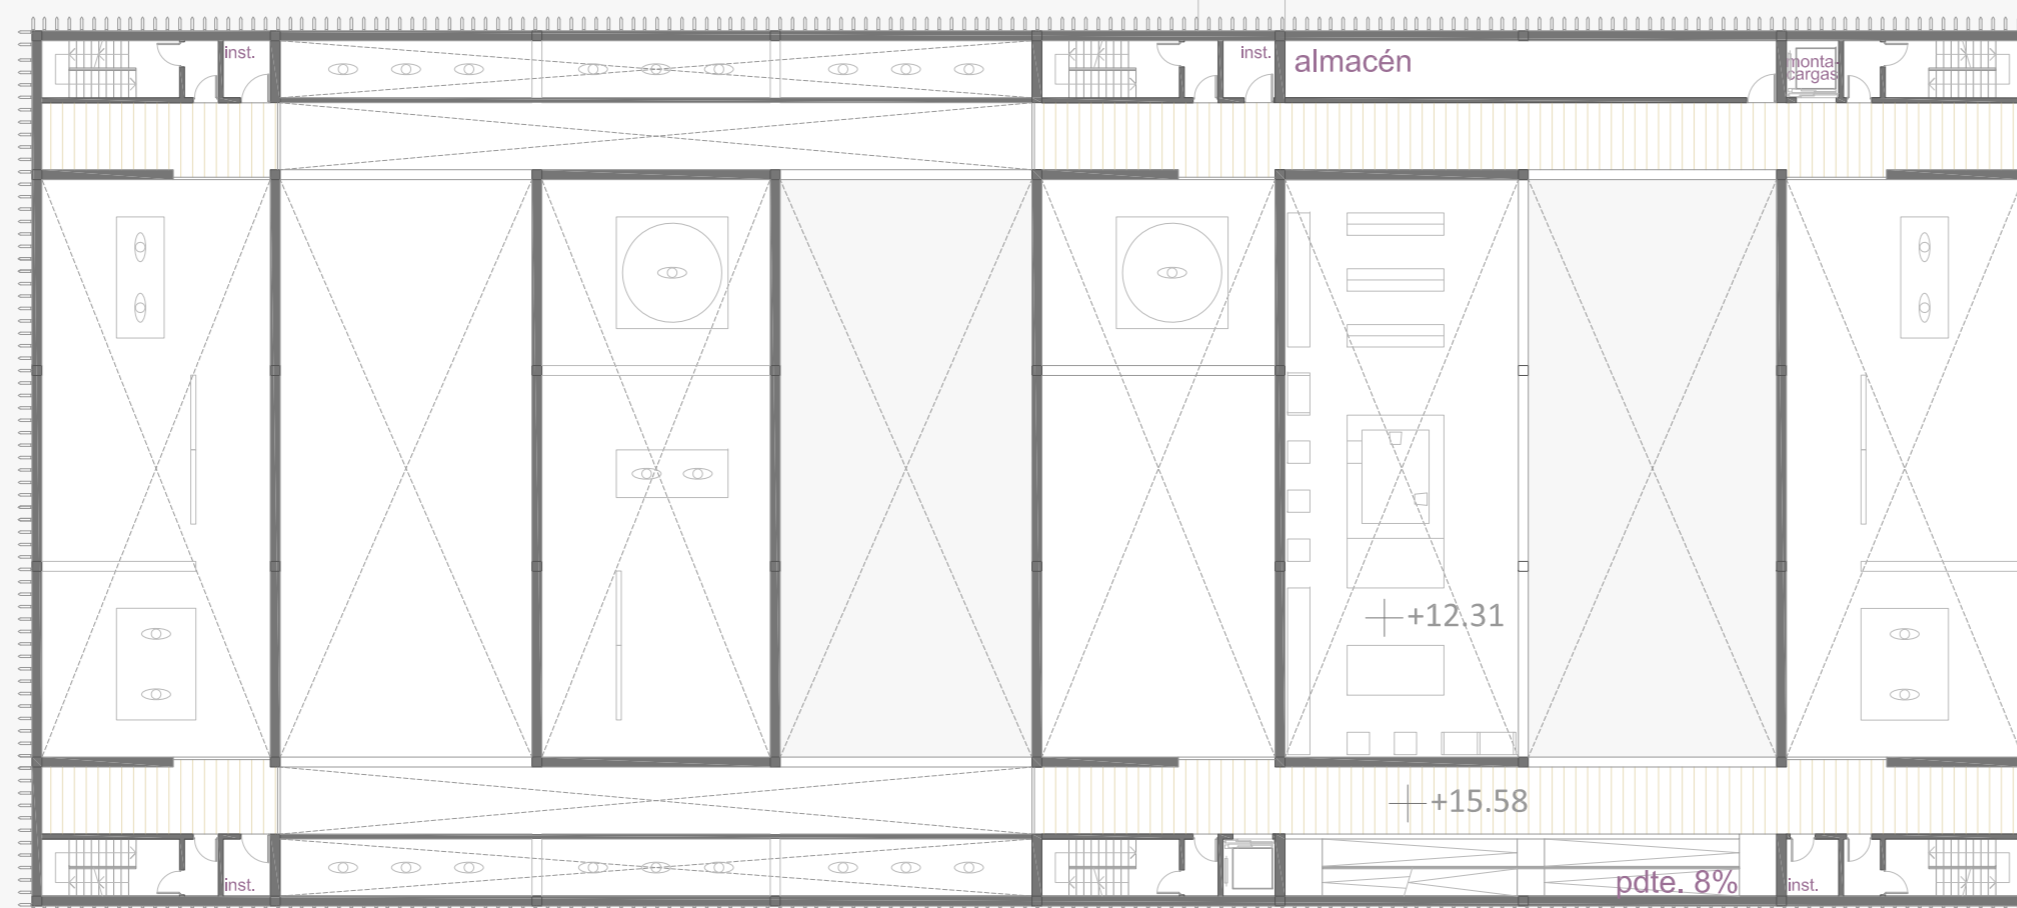 inst.
inst.
almacén
monta-
cargas
+12.31
+15.58
inst.
pdte. 8%
inst.